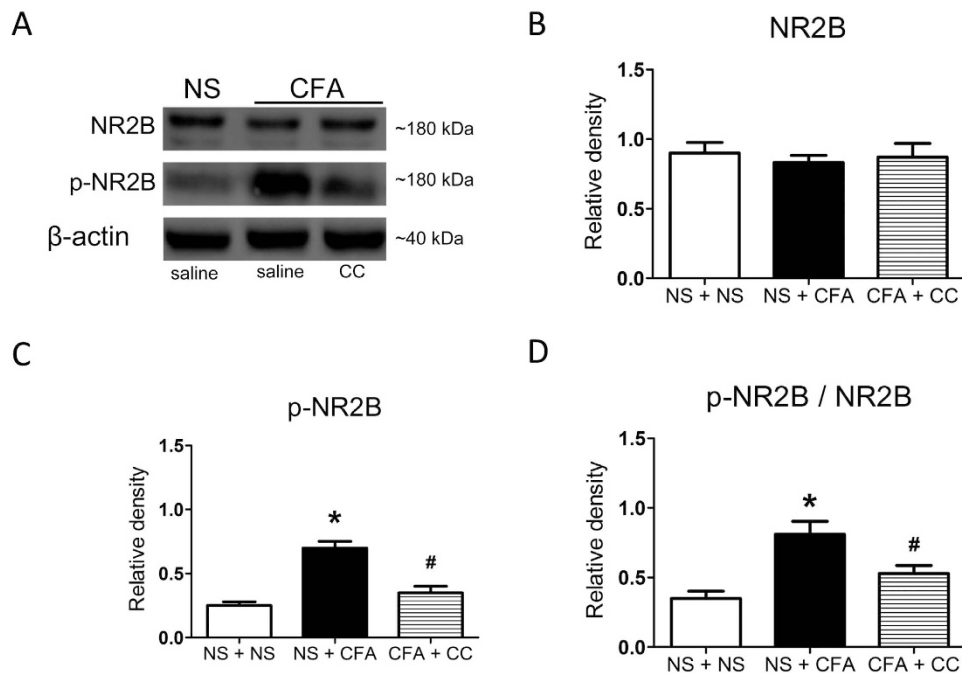 A
NS CFA
NR2B ~180 kDa
p-NR2B ~180 kDa
β-actin ~40 kDa
saline saline CC
B
NR2B
Relative density
1.5
1.0
0.5
0.0
NS + NS NS + CFA CFA + CC
C
p-NR2B
Relative density
1.5
1.0
0.5
0.0
*
#
NS + NS NS + CFA CFA + CC
D
p-NR2B / NR2B
Relative density
1.5
1.0
0.5
0.0
*
#
NS + NS NS + CFA CFA + CC